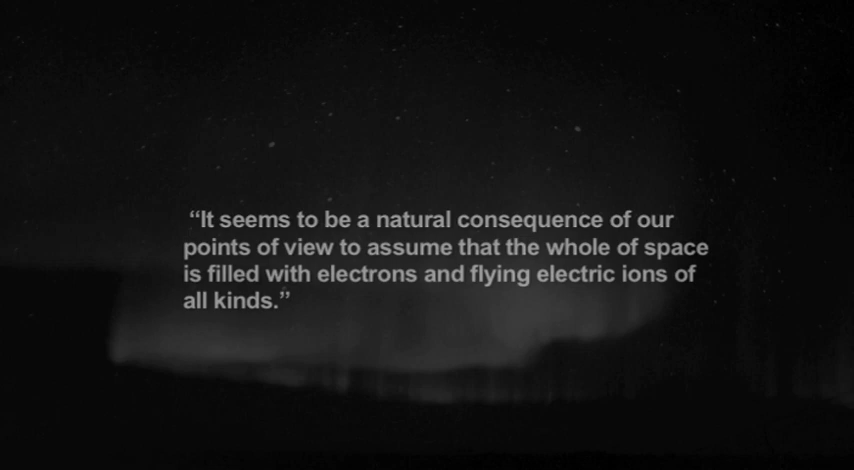 “It seems to be a natural consequence of our
points of view to assume that the whole of space
is filled with electrons and flying electric ions of
all kinds.”